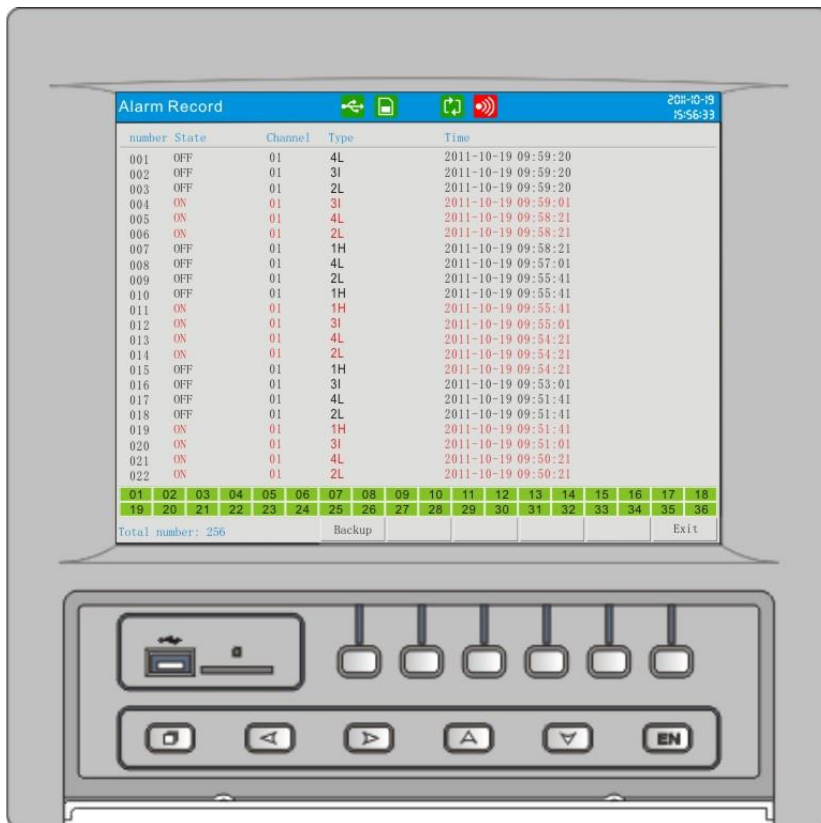 Alarm Record 2011-10-19
15:56:33
number State Channel Type Time
001 OFF 01 4L 2011-10-19 09:59:20
002 OFF 01 3I 2011-10-19 09:59:20
003 OFF 01 2L 2011-10-19 09:59:20
004 ON 01 3I 2011-10-19 09:59:01
005 ON 01 4L 2011-10-19 09:58:21
006 ON 01 2L 2011-10-19 09:58:21
007 OFF 01 1H 2011-10-19 09:58:21
008 OFF 01 4L 2011-10-19 09:57:01
009 OFF 01 2L 2011-10-19 09:55:41
010 OFF 01 1H 2011-10-19 09:55:41
011 ON 01 1H 2011-10-19 09:55:41
012 ON 01 3I 2011-10-19 09:55:01
013 ON 01 4L 2011-10-19 09:54:21
014 ON 01 2L 2011-10-19 09:54:21
015 OFF 01 1H 2011-10-19 09:54:21
016 OFF 01 3I 2011-10-19 09:53:01
017 OFF 01 4L 2011-10-19 09:51:41
018 OFF 01 2L 2011-10-19 09:51:41
019 ON 01 1H 2011-10-19 09:51:41
020 ON 01 3I 2011-10-19 09:51:01
021 ON 01 4L 2011-10-19 09:50:21
022 ON 01 2L 2011-10-19 09:50:21
01 02 03 04 05 06 07 08 09 10 11 12 13 14 15 16 17 18
19 20 21 22 23 24 25 26 27 28 29 30 31 32 33 34 35 36
Total number: 256 Backup Exit
EN